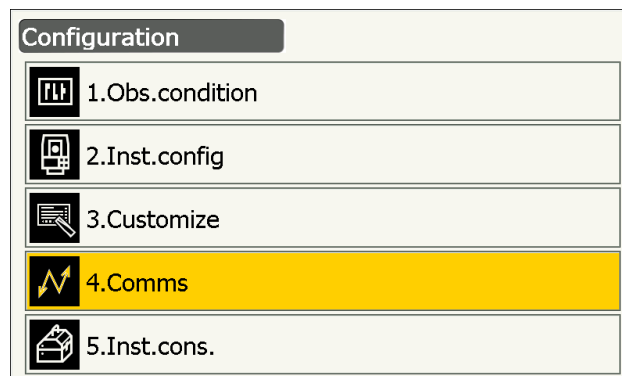 Configuration
1.Obs.condition
2.Inst.config
3.Customize
4.Comms
5.Inst.cons.